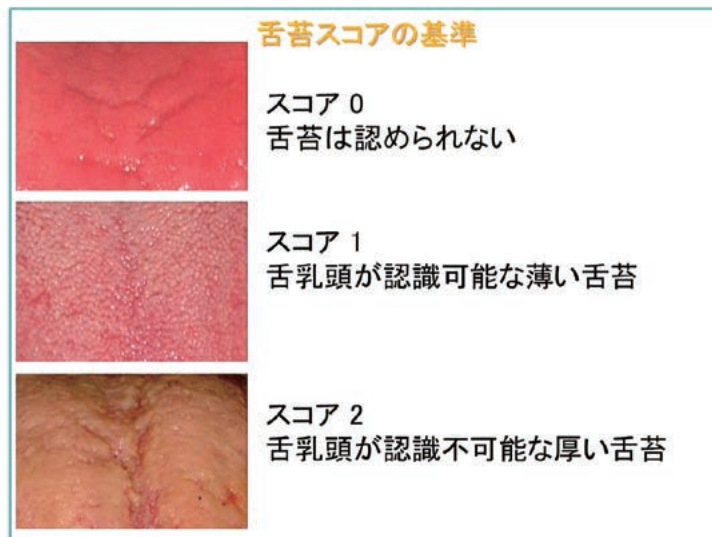 舌苔スコアの基準
スコア 0
舌苔は認められない
スコア 1
舌乳頭が認識可能な薄い舌苔
スコア 2
舌乳頭が認識不可能な厚い舌苔